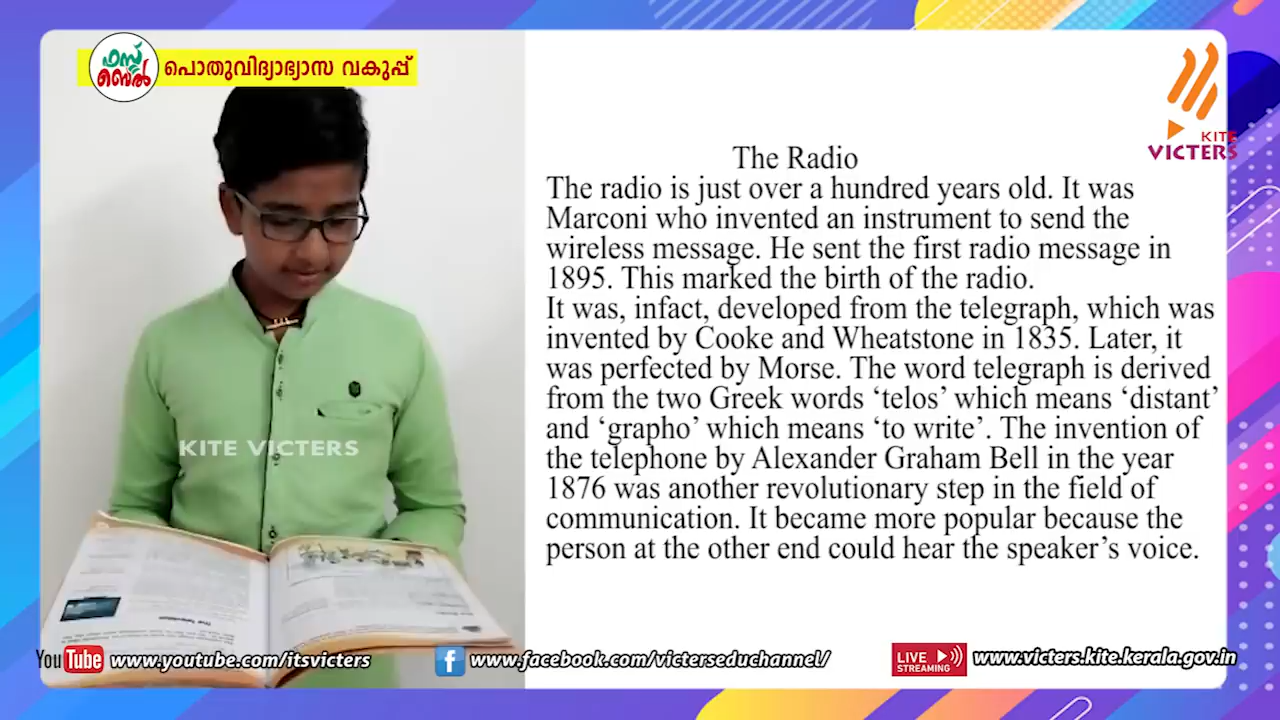 ഫസ്റ്റ്
ബെൽ
പൊതുവിദ്യാഭ്യാസ വകുപ്പ്
KITE
VICTERS
The Radio
The radio is just over a hundred years old. It was
Marconi who invented an instrument to send the
wireless message. He sent the first radio message in
1895. This marked the birth of the radio.
It was, infact, developed from the telegraph, which was
invented by Cooke and Wheatstone in 1835. Later, it
was perfected by Morse. The word telegraph is derived
from the two Greek words ‘telos’ which means ‘distant’
and ‘grapho’ which means ‘to write’. The invention of
the telephone by Alexander Graham Bell in the year
1876 was another revolutionary step in the field of
communication. It became more popular because the
person at the other end could hear the speaker’s voice.
KITE VICTERS
YouTube www.youtube.com/itsvicters
f www.facebook.com/victerseduchannel/
LIVE
STREAMING
www.victers.kite.kerala.gov.in